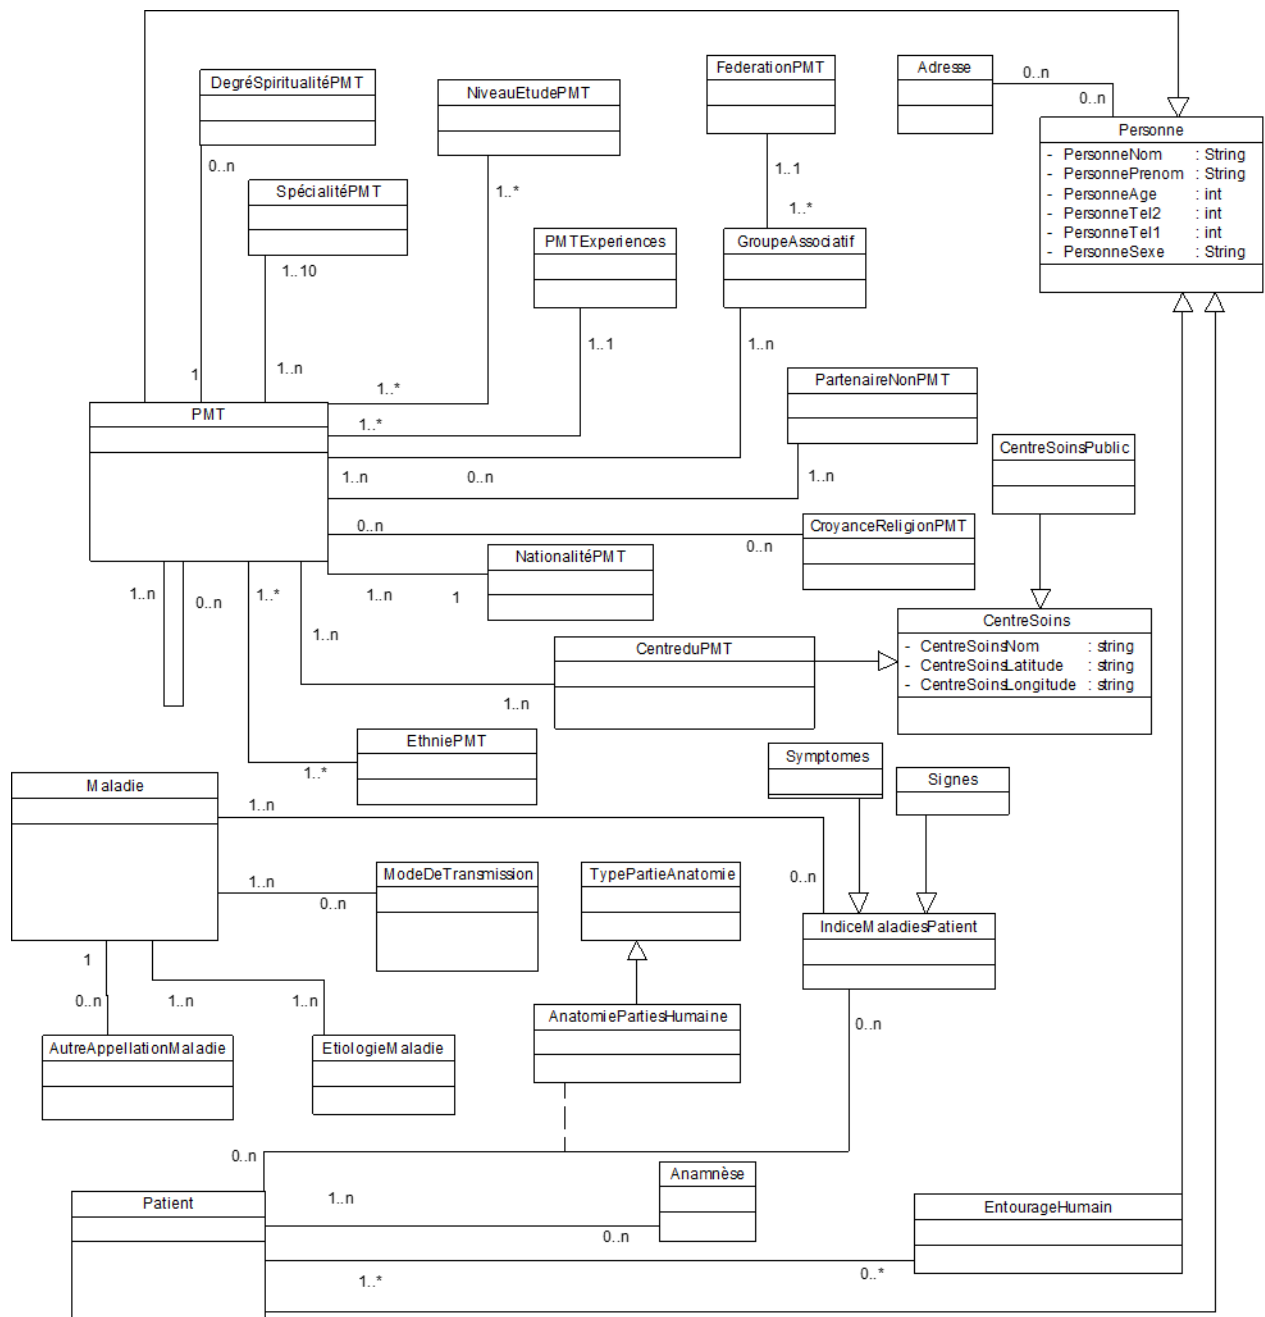 DegréSpiritualitéPMT
NiveauEtudePMT
FederationPMT
Adresse
0..n
0..n
Personne
- PersonneNom : String
- PersonnePrenom : String
- PersonneAge : int
- PersonneTel2 : int
- PersonneTel1 : int
- PersonneSexe : String
0..n
SpécialitéPMT
1..*
1..1
1..*
PMTExperiences
GroupeAssociatif
1..10
1..1
1..n
1
1..n
1..*
PartenaireNonPMT
PMT
1..*
CentreSoinsPublic
1..n
0..n
1..n
0..n
0..n
CroyanceReligionPMT
NationalitéPMT
1..n
0..n
1..*
1..n
1
1..n
CentreSoins
- CentreSoinsNom : string
- CentreSoinsLatitude : string
- CentreSoinsLongitude : string
CentreduPMT
1..n
EthniePMT
1..*
Symptomes
Signes
Maladie
1..n
ModeDeTransmission
TypePartieAnatomie
1..n
0..n
0..n
IndiceMaladiesPatient
1
0..n
1..n
1..n
AnatomiePartiesHumaine
0..n
AutreAppellationMaladie
EtiologieMaladie
0..n
Anamnèse
Patient
1..n
0..n
EntourageHumain
1..*
0..*